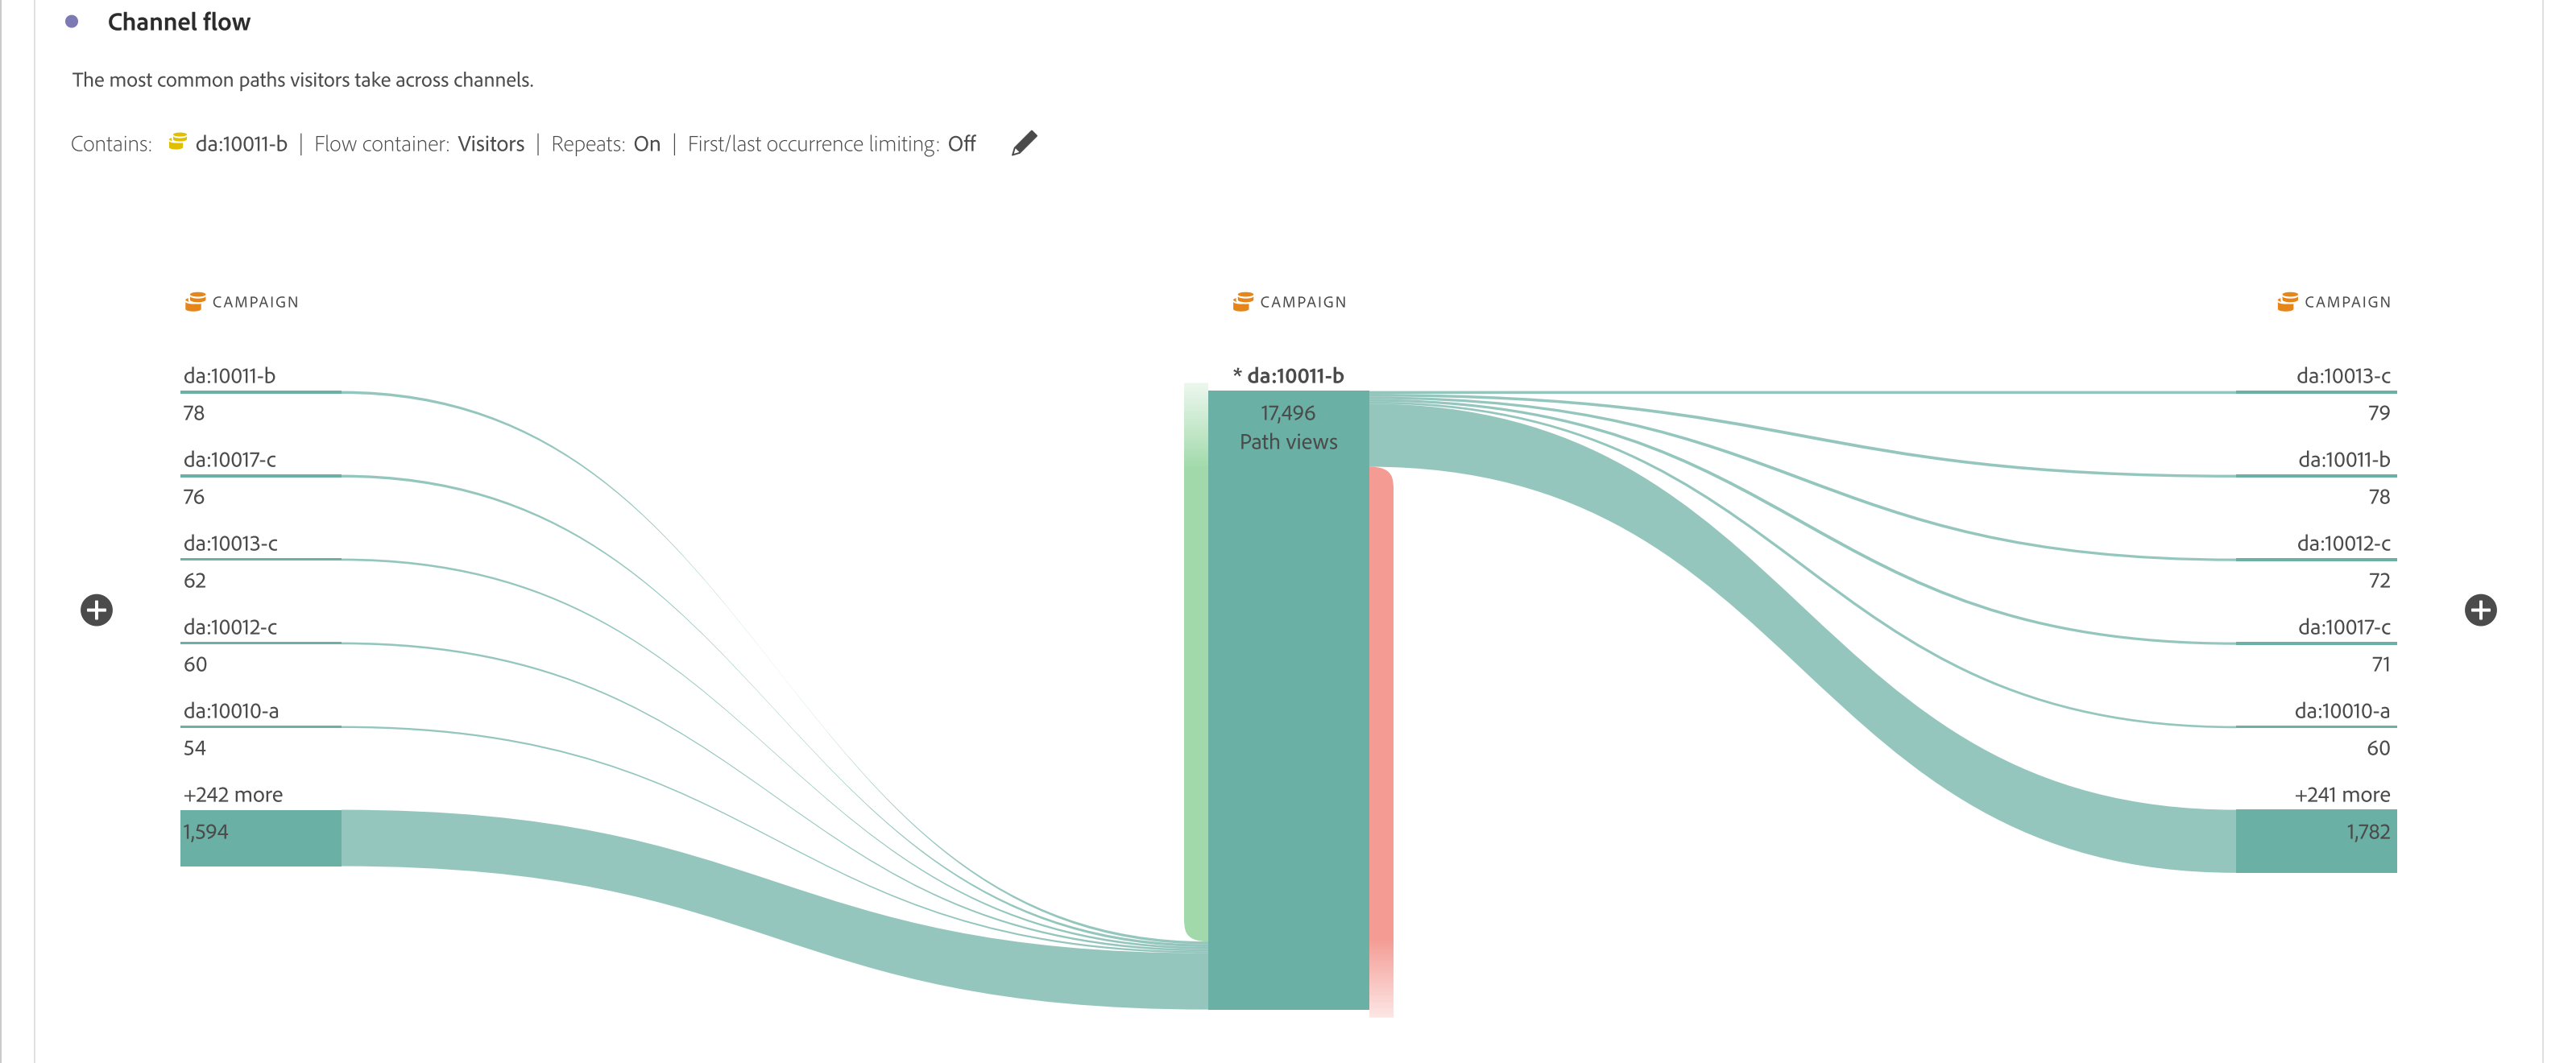 Channel flow
The most common paths visitors take across channels.
Contains: da:10011-b | Flow container: Visitors | Repeats: On | First/last occurrence limiting: Off
CAMPAIGN
da:10011-b
78
da:10017-c
76
da:10013-c
62
da:10012-c
60
da:10010-a
54
+242 more
1,594
CAMPAIGN
* da:10011-b
17,496
Path views
CAMPAIGN
da:10013-c
79
da:10011-b
78
da:10012-c
72
da:10017-c
71
da:10010-a
60
+241 more
1,782